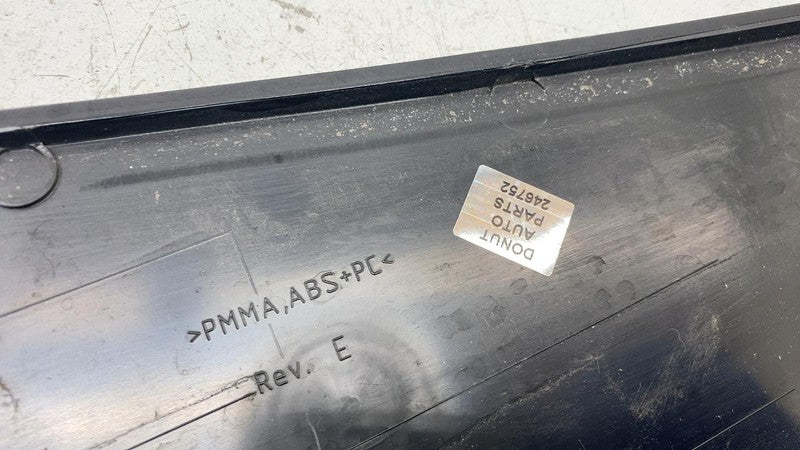 >PMMA,ABS+PC<
Rev. E
DONUT
AUTO
PARTS
246752